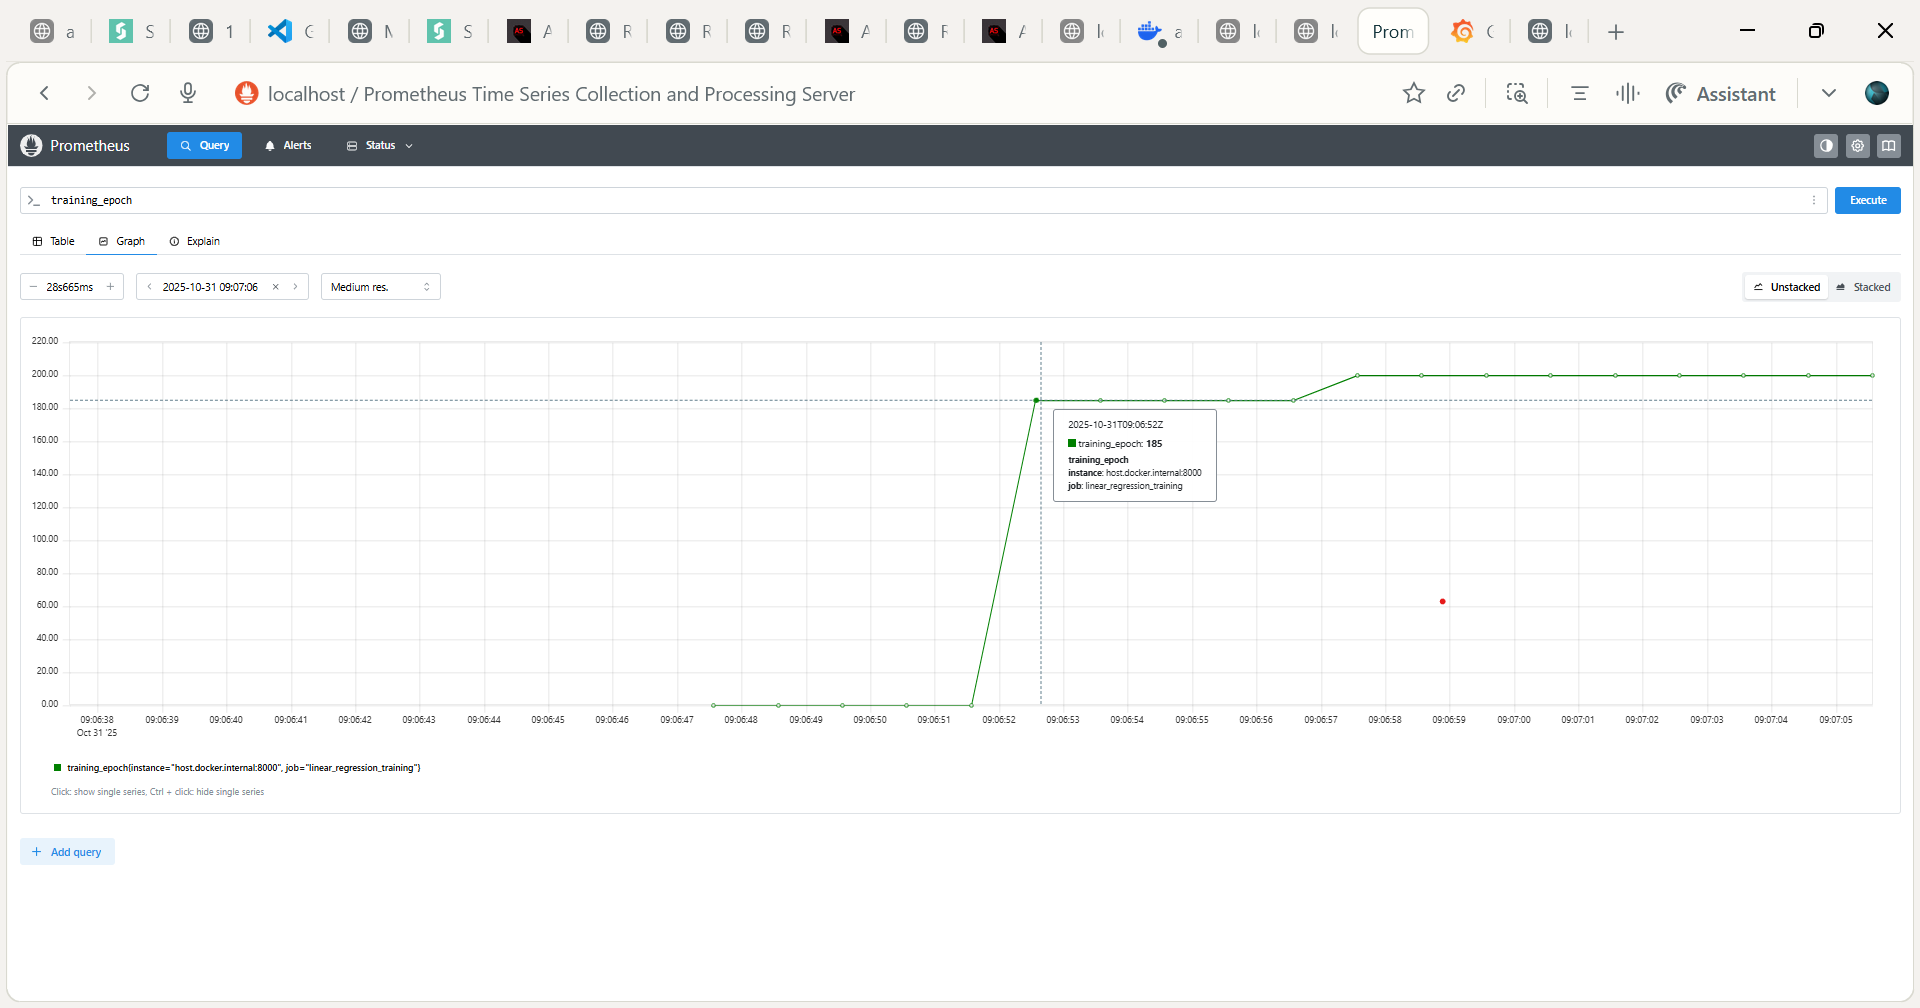 a S 1 C N S A R R R A F A lc a lc lc Prom C lc
localhost / Prometheus Time Series Collection and Processing Server
Assistant
Prometheus Query Alerts Status
training_epoch
Execute
Table Graph Explain
28s665ms 2025-10-31 09:07:06 Medium res. Unstacked Stacked
220.00
200.00
180.00
160.00
140.00
120.00
100.00
80.00
60.00
40.00
20.00
0.00
2025-10-31T09:06:52Z
training_epoch: 185
training_epoch
instance: host.docker.internal:8000
job: linear_regression_training
09:06:38 09:06:39 09:06:40 09:06:41 09:06:42 09:06:43 09:06:44 09:06:45 09:06:46 09:06:47 09:06:48 09:06:49 09:06:50 09:06:51 09:06:52 09:06:53 09:06:54 09:06:55 09:06:56 09:06:57 09:06:58 09:06:59 09:07:00 09:07:01 09:07:02 09:07:03 09:07:04 09:07:05
Oct 31 '25
training_epoch{instance="host.docker.internal:8000", job="linear_regression_training"}
Click: show single series, Ctrl + click: hide single series
Add query